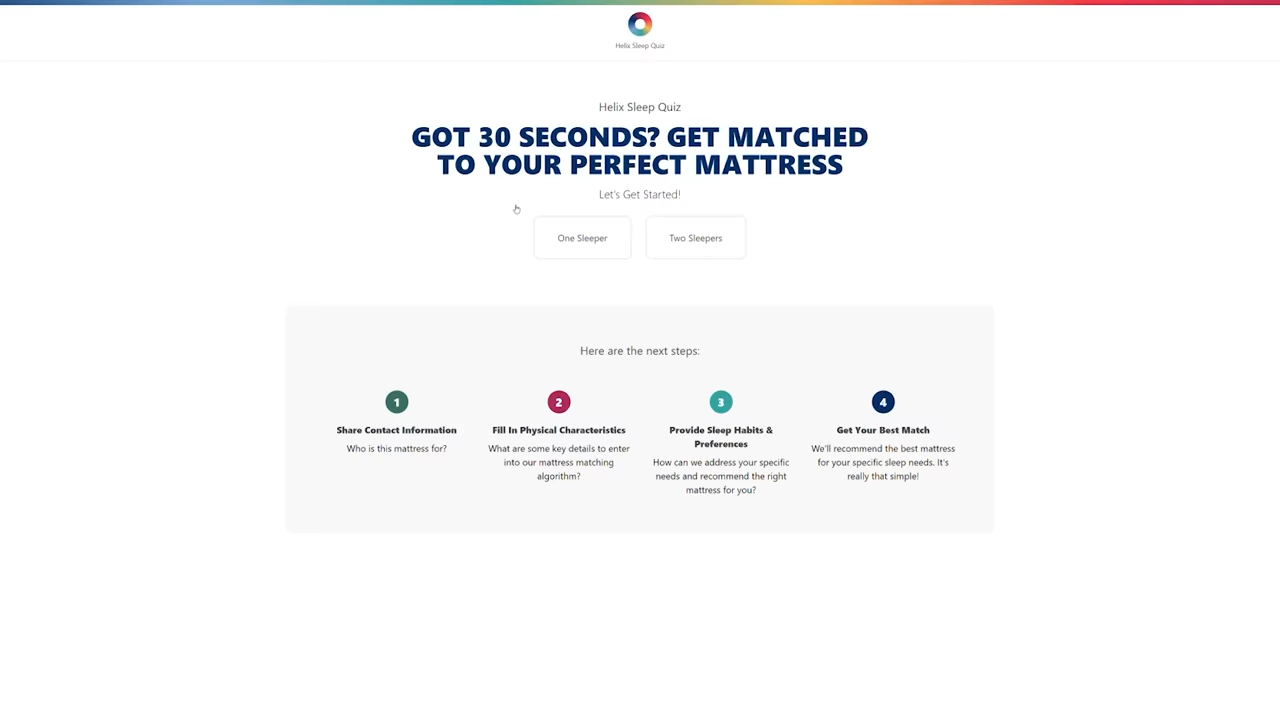 Helix Sleep Quiz
Helix Sleep Quiz
GOT 30 SECONDS? GET MATCHED
TO YOUR PERFECT MATTRESS
Let's Get Started!
One Sleeper
Two Sleepers
Here are the next steps:
1
Share Contact Information
Who is this mattress for?
2
Fill In Physical Characteristics
What are some key details to enter
into our mattress matching
algorithm?
3
Provide Sleep Habits &
Preferences
How can we address your specific
needs and recommend the right
mattress for you?
4
Get Your Best Match
We'll recommend the best mattress
for your specific sleep needs. It's
really that simple!